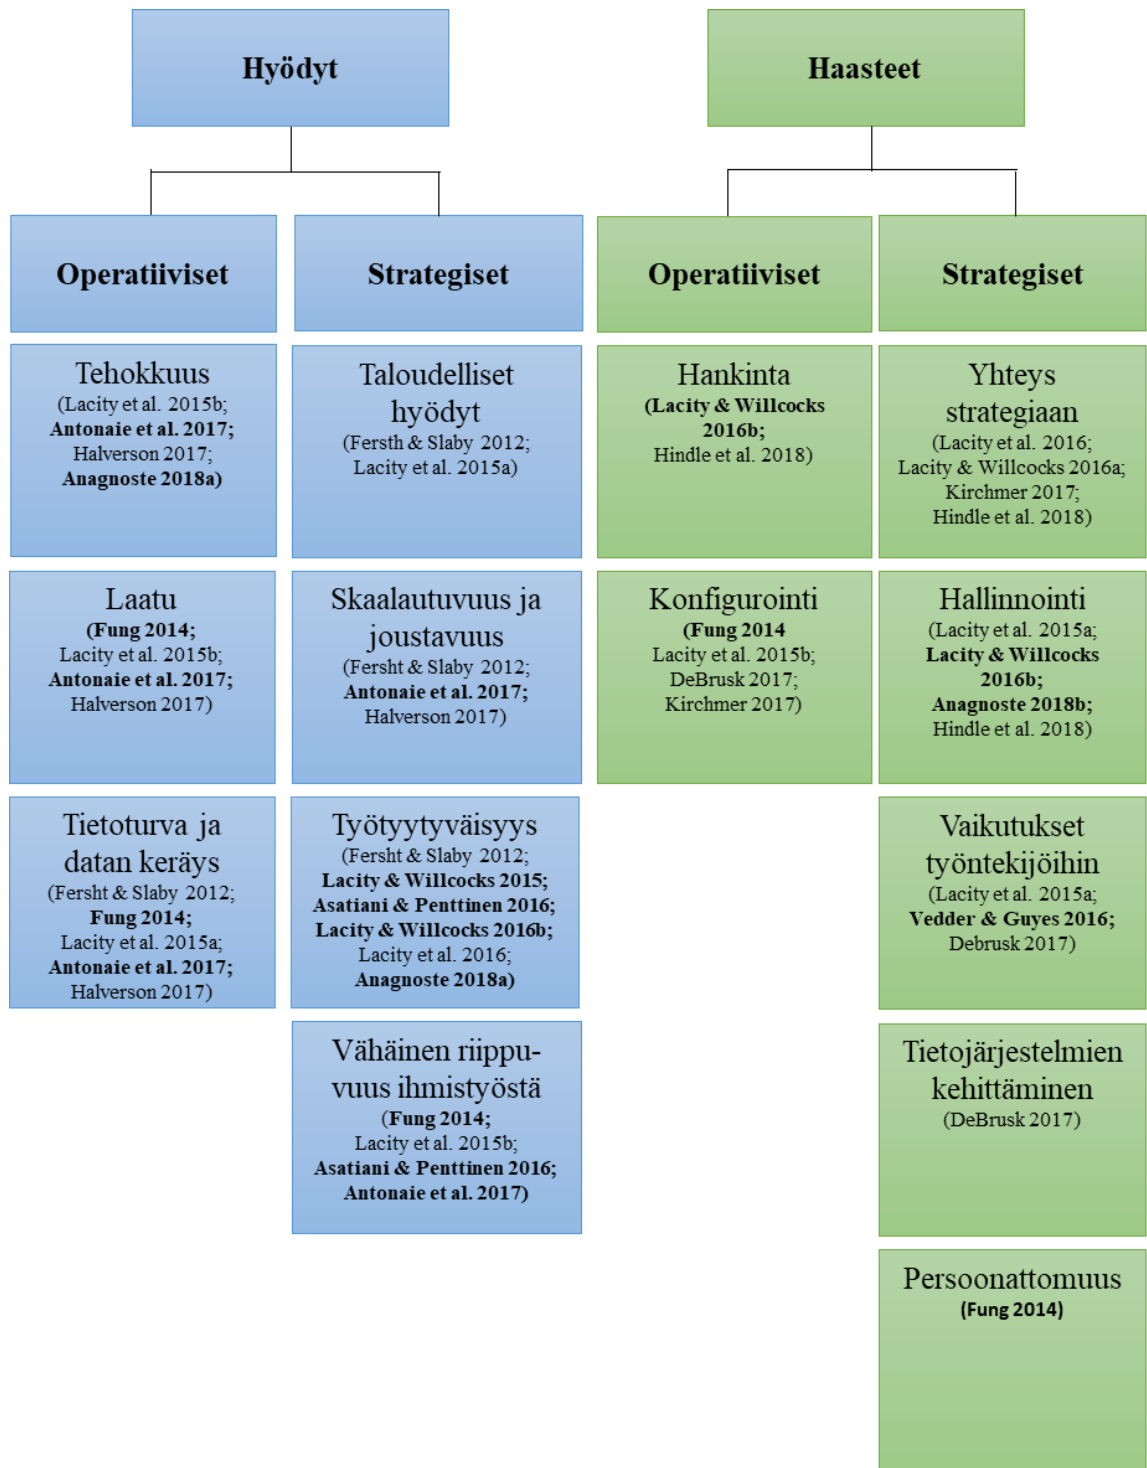 Hyödyt
Haasteet
Operatiiviset
Strategiset
Operatiiviset
Strategiset
Tehokkuus
(Lacity et al. 2015b;
Antonaie et al. 2017;
Halverson 2017;
Anagnoste 2018a)
Taloudelliset
hyödyt
(Fersth & Slaby 2012;
Lacity et al. 2015a)
Hankinta
(Lacity & Willcocks
2016b;
Hindle et al. 2018)
Yhteys
strategiaan
(Lacity et al. 2016;
Lacity & Willcocks 2016a;
Kirchmer 2017;
Hindle et al. 2018)
Laatu
(Fung 2014;
Lacity et al. 2015b;
Antonaie et al. 2017;
Halverson 2017)
Skaalautuvuus ja
joustavuus
(Fersht & Slaby 2012;
Antonaie et al. 2017;
Halverson 2017)
Konfigurointi
(Fung 2014
Lacity et al. 2015b;
DeBrusk 2017;
Kirchmer 2017)
Hallinnointi
(Lacity et al. 2015a;
Lacity & Willcocks
2016b;
Anagnoste 2018b;
Hindle et al. 2018)
Tietoturva ja
datan keräys
(Fersht & Slaby 2012;
Fung 2014;
Lacity et al. 2015a;
Antonaie et al. 2017;
Halverson 2017)
Työtyytyväisyys
(Fersht & Slaby 2012;
Lacity & Willcocks 2015;
Asatiani & Penttinen 2016;
Lacity & Willcocks 2016b;
Lacity et al. 2016;
Anagnoste 2018a)
Vaikutukset
työntekijöihin
(Lacity et al. 2015a;
Vedder & Guyes 2016;
Debrusk 2017)
Vähäinen riippu-
vuus ihmistyöstä
(Fung 2014;
Lacity et al. 2015b;
Asatiani & Penttinen 2016;
Antonaie et al. 2017)
Tietojärjestelmien
kehittäminen
(DeBrusk 2017)
Persoonattomuus
(Fung 2014)